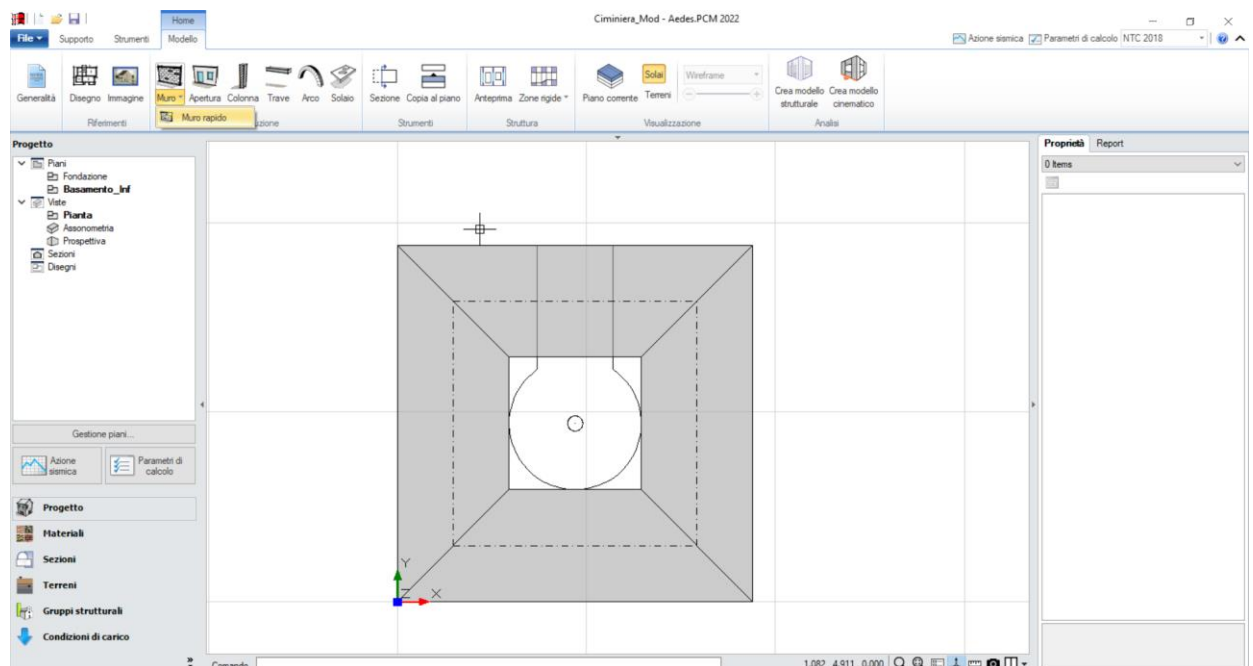 Home
Ciminiera_Mod - Aedes.PCM 2022
File Supporto Strumenti Modello
Azione sismica Parametri di calcolo NTC 2018
Generalità Disegno Immagine Muro Apertura Colonna Trave Arco Solaio Sezione Copia al piano Anteprima Zone rigide Piano corrente Solai Terreni Wireframe Crea modello strutturale Crea modello cinematico
Muro rapido
Riferimenti zione Strumenti Struttura Visualizzazione Analisi
Progetto
Piani
Fondazione
Basamento_Inf
Viste
Pianta
Assonometria
Prospettiva
Sezioni
Disegni
Gestione piani...
Azione sismica
Parametri di calcolo
Progetto
Materiali
Sezioni
Terreni
Gruppi strutturali
Condizioni di carico
Y
Z X
Proprietà Report
0 Items
Comando
1.082 4.911 0.000